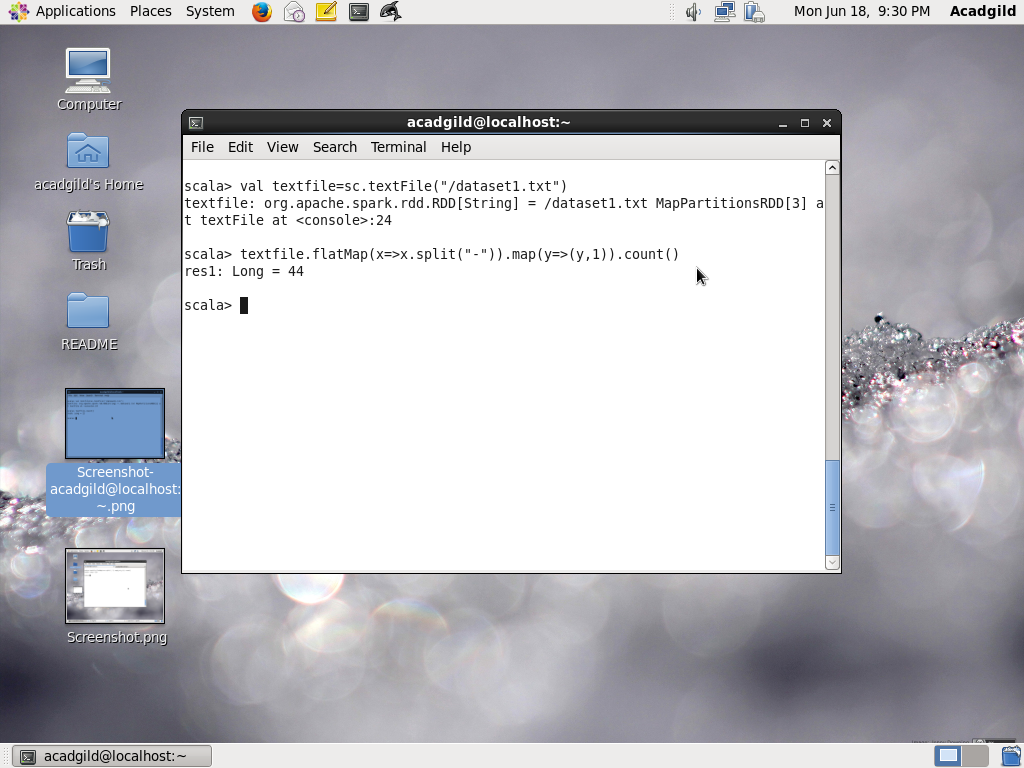 Applications Places System Mon Jun 18, 9:30 PM Acadgild
Computer
acadgild's Home
Trash
README
Screenshot-
acadgild@localhost:
~.png
Screenshot.png
acadgild@localhost:~
File Edit View Search Terminal Help
scala> val textfile=sc.textFile("/dataset1.txt")
textfile: org.apache.spark.rdd.RDD[String] = /dataset1.txt MapPartitionsRDD[3] a
t textFile at <console>:24
scala> textfile.flatMap(x=>x.split("-")).map(y=>(y,1)).count()
res1: Long = 44
scala>
acadgild@localhost:~